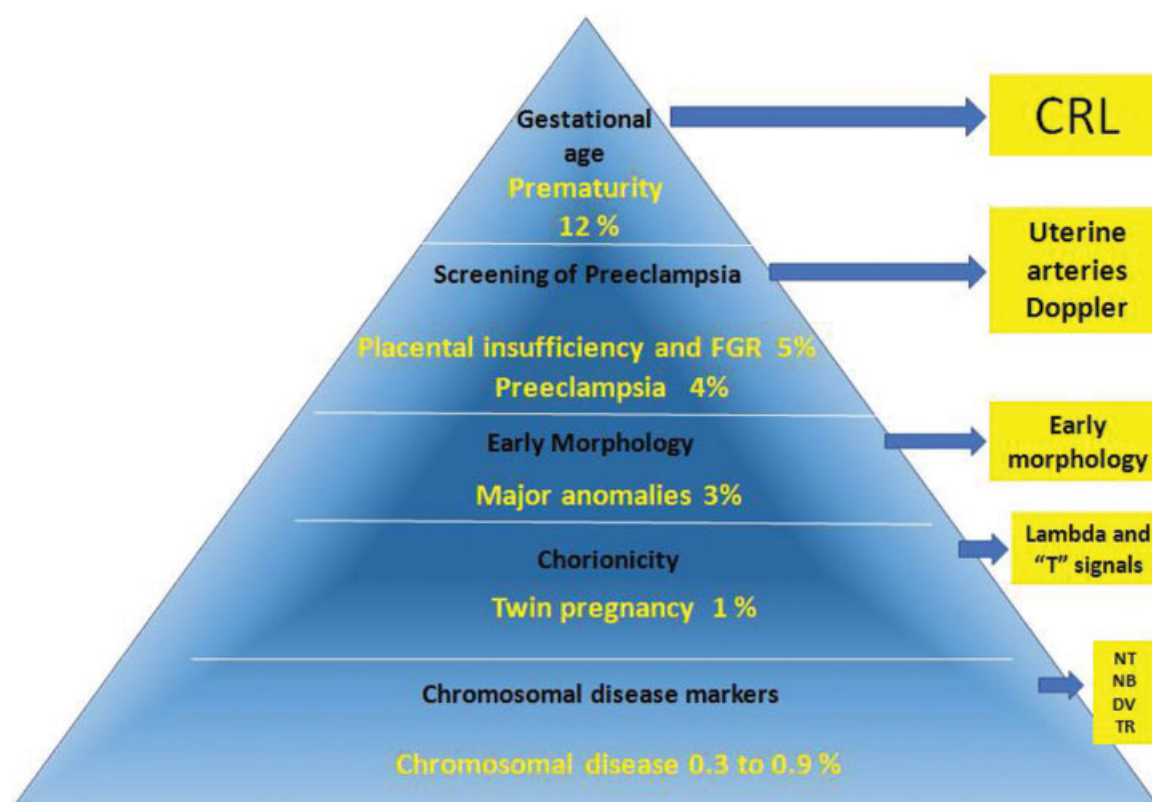 Gestational
age
Prematurity
12 %
CRL
Screening of Preeclampsia
Placental insufficiency and FGR 5%
Preeclampsia 4%
Uterine
arteries
Doppler
Early Morphology
Major anomalies 3%
Early
morphology
Chorionicity
Twin pregnancy 1 %
Lambda and
“T” signals
Chromosomal disease markers
Chromosomal disease 0.3 to 0.9 %
NT
NB
DV
TR